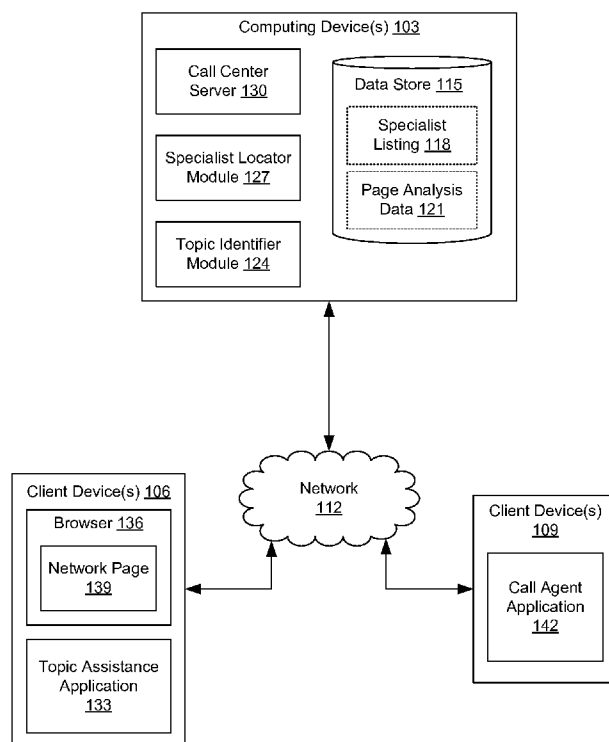 Computing Device(s) 103
Call Center
Server 130
Data Store 115
Specialist
Listing 118
Specialist Locator
Module 127
Page Analysis
Data 121
Topic Identifier
Module 124
Network
112
Client Device(s) 106
Browser 136
Network Page
139
Topic Assistance
Application
133
Client Device(s)
109
Call Agent
Application
142